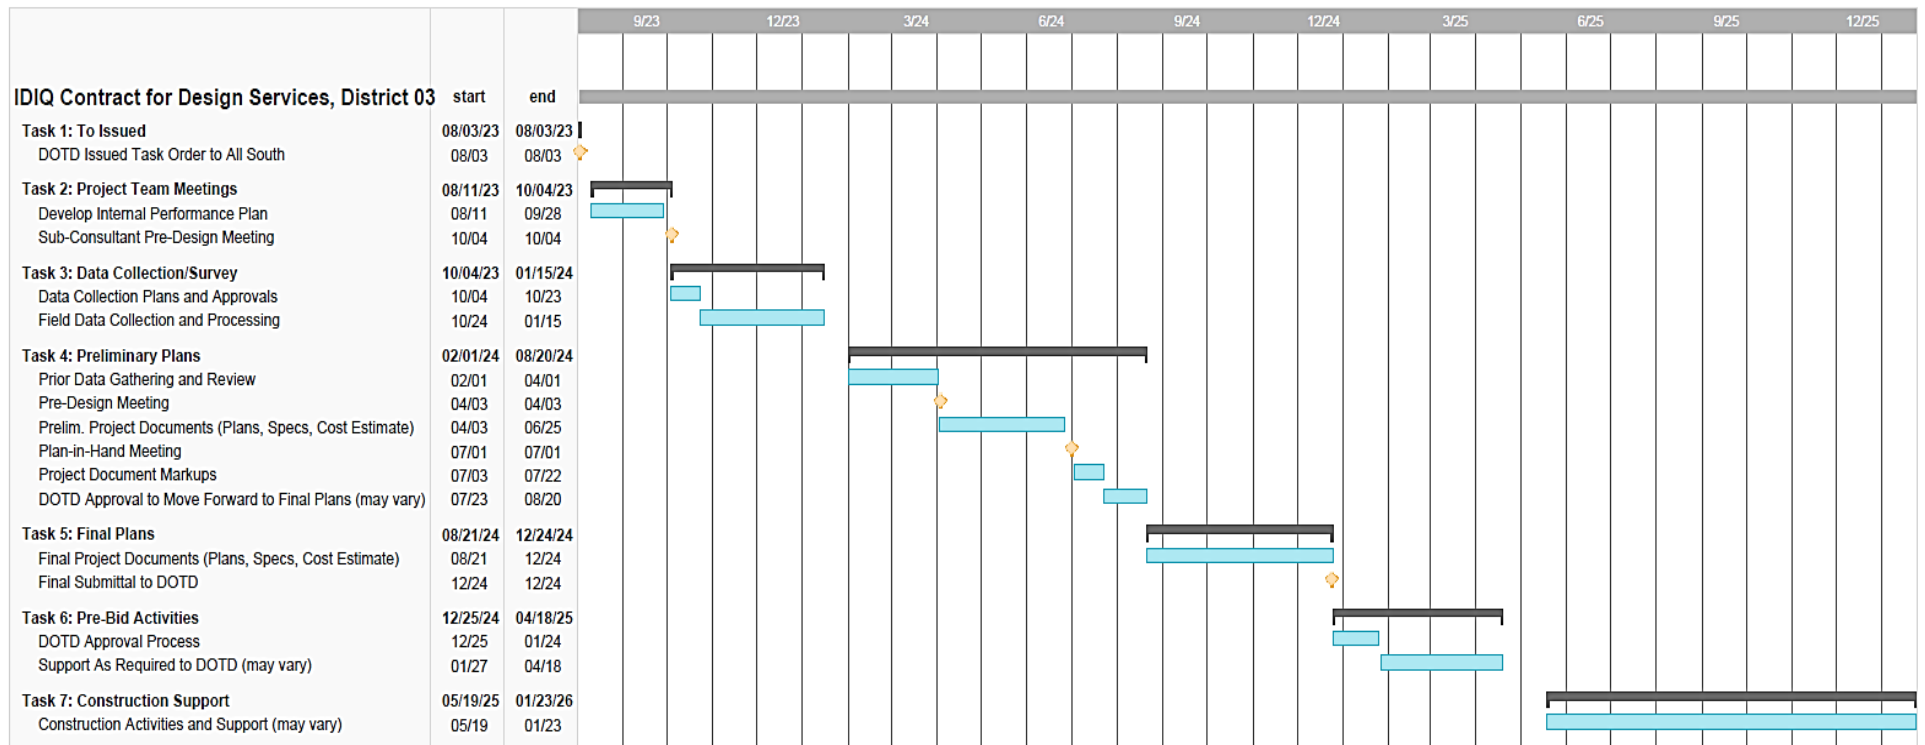 9/23 12/23 3/24 6/24 9/24 12/24 3/25 6/25 9/25 12/25
IDIQ Contract for Design Services, District 03 start end
Task 1: To Issued 08/03/23 08/03/23
DOTD Issued Task Order to All South 08/03 08/03
Task 2: Project Team Meetings 08/11/23 10/04/23
Develop Internal Performance Plan 08/11 09/28
Sub-Consultant Pre-Design Meeting 10/04 10/04
Task 3: Data Collection/Survey 10/04/23 01/15/24
Data Collection Plans and Approvals 10/04 10/23
Field Data Collection and Processing 10/24 01/15
Task 4: Preliminary Plans 02/01/24 08/20/24
Prior Data Gathering and Review 02/01 04/01
Pre-Design Meeting 04/03 04/03
Prelim. Project Documents (Plans, Specs, Cost Estimate) 04/03 06/25
Plan-in-Hand Meeting 07/01 07/01
Project Document Markups 07/03 07/22
DOTD Approval to Move Forward to Final Plans (may vary) 07/23 08/20
Task 5: Final Plans 08/21/24 12/24/24
Final Project Documents (Plans, Specs, Cost Estimate) 08/21 12/24
Final Submittal to DOTD 12/24 12/24
Task 6: Pre-Bid Activities 12/25/24 04/18/25
DOTD Approval Process 12/25 01/24
Support As Required to DOTD (may vary) 01/27 04/18
Task 7: Construction Support 05/19/25 01/23/26
Construction Activities and Support (may vary) 05/19 01/23